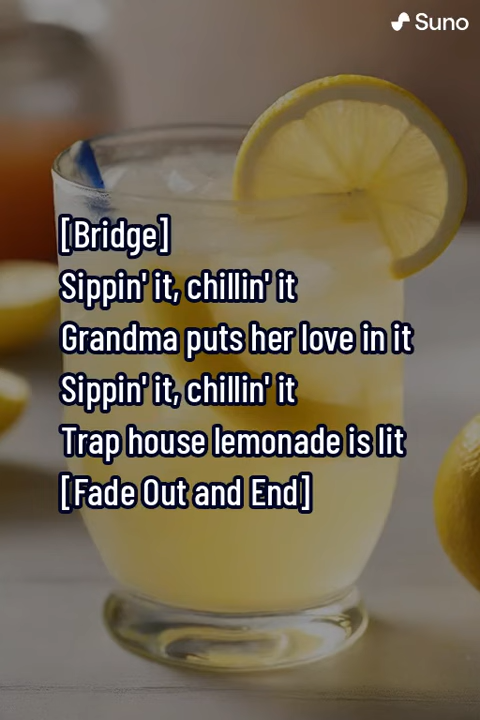 Suno
[Bridge]
Sippin' it, chillin' it
Grandma puts her love in it
Sippin' it, chillin' it
Trap house lemonade is lit
[Fade Out and End]